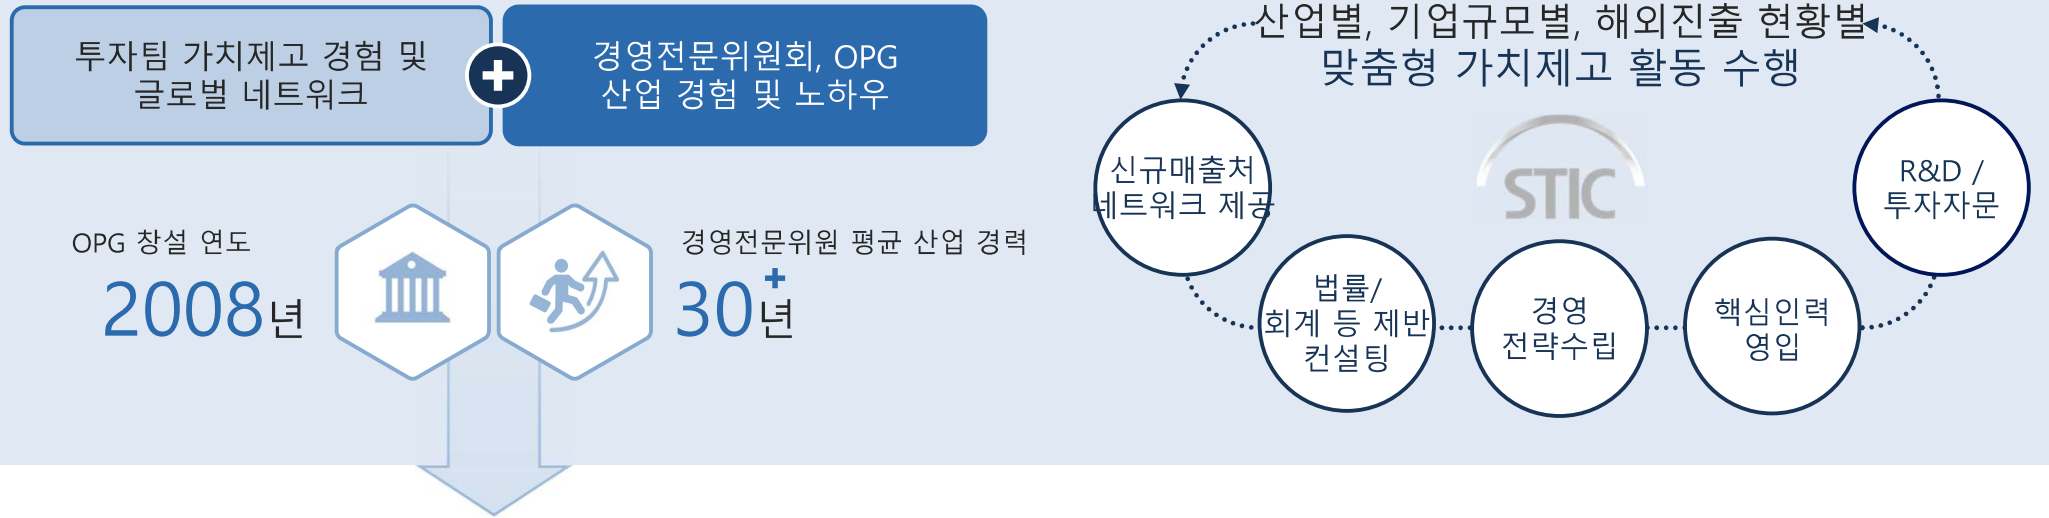 투자팀 가치제고 경험 및
글로벌 네트워크
경영전문위원회, OPG
산업 경험 및 노하우
OPG 창설 연도
2008년
경영전문위원 평균 산업 경력
30+년
산업별, 기업규모별, 해외진출 현황별
맞춤형 가치제고 활동 수행
STIC
신규매출처
네트워크 제공
법률/
회계 등 제반
컨설팅
경영
전략수립
핵심인력
영입
R&D /
투자자문